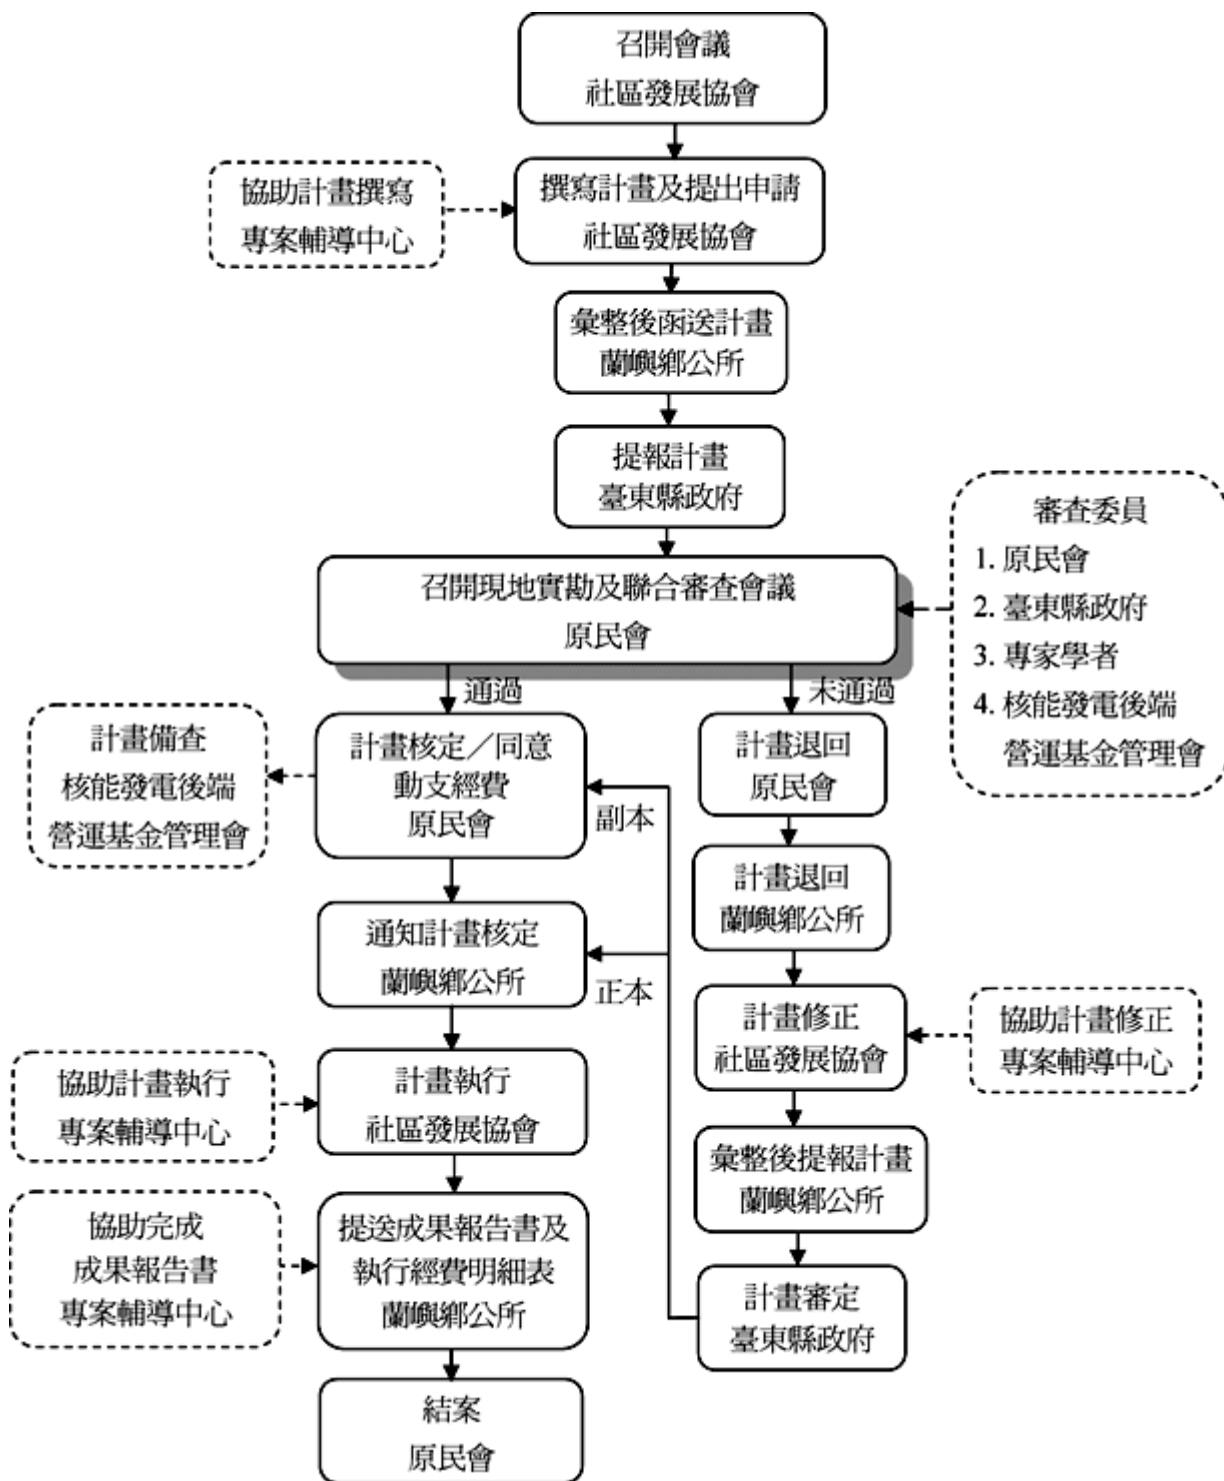 召開會議
社區發展協會
協助計畫撰寫
專案輔導中心
撰寫計畫及提出申請
社區發展協會
彙整後函送計畫
蘭嶼鄉公所
提報計畫
臺東縣政府
審查委員
1. 原民會
2. 臺東縣政府
3. 專家學者
4. 核能發電後端
營運基金管理會
召開現地實勘及聯合審查會議
原民會
通過
未通過
計畫備查
核能發電後端
營運基金管理會
計畫核定／同意
動支經費
原民會
副本
計畫退回
原民會
計畫退回
蘭嶼鄉公所
通知計畫核定
蘭嶼鄉公所
正本
計畫修正
社區發展協會
協助計畫修正
專案輔導中心
協助計畫執行
專案輔導中心
計畫執行
社區發展協會
彙整後提報計畫
蘭嶼鄉公所
協助完成
成果報告書
專案輔導中心
提送成果報告書及
執行經費明細表
蘭嶼鄉公所
計畫審定
臺東縣政府
結案
原民會